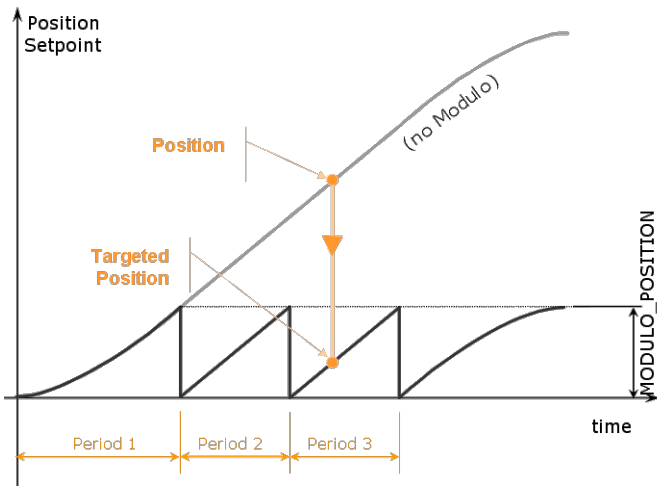 Position
Setpoint
(no Modulo)
Position
Targeted
Position
MODULO_POSITION
time
Period 1
Period 2
Period 3